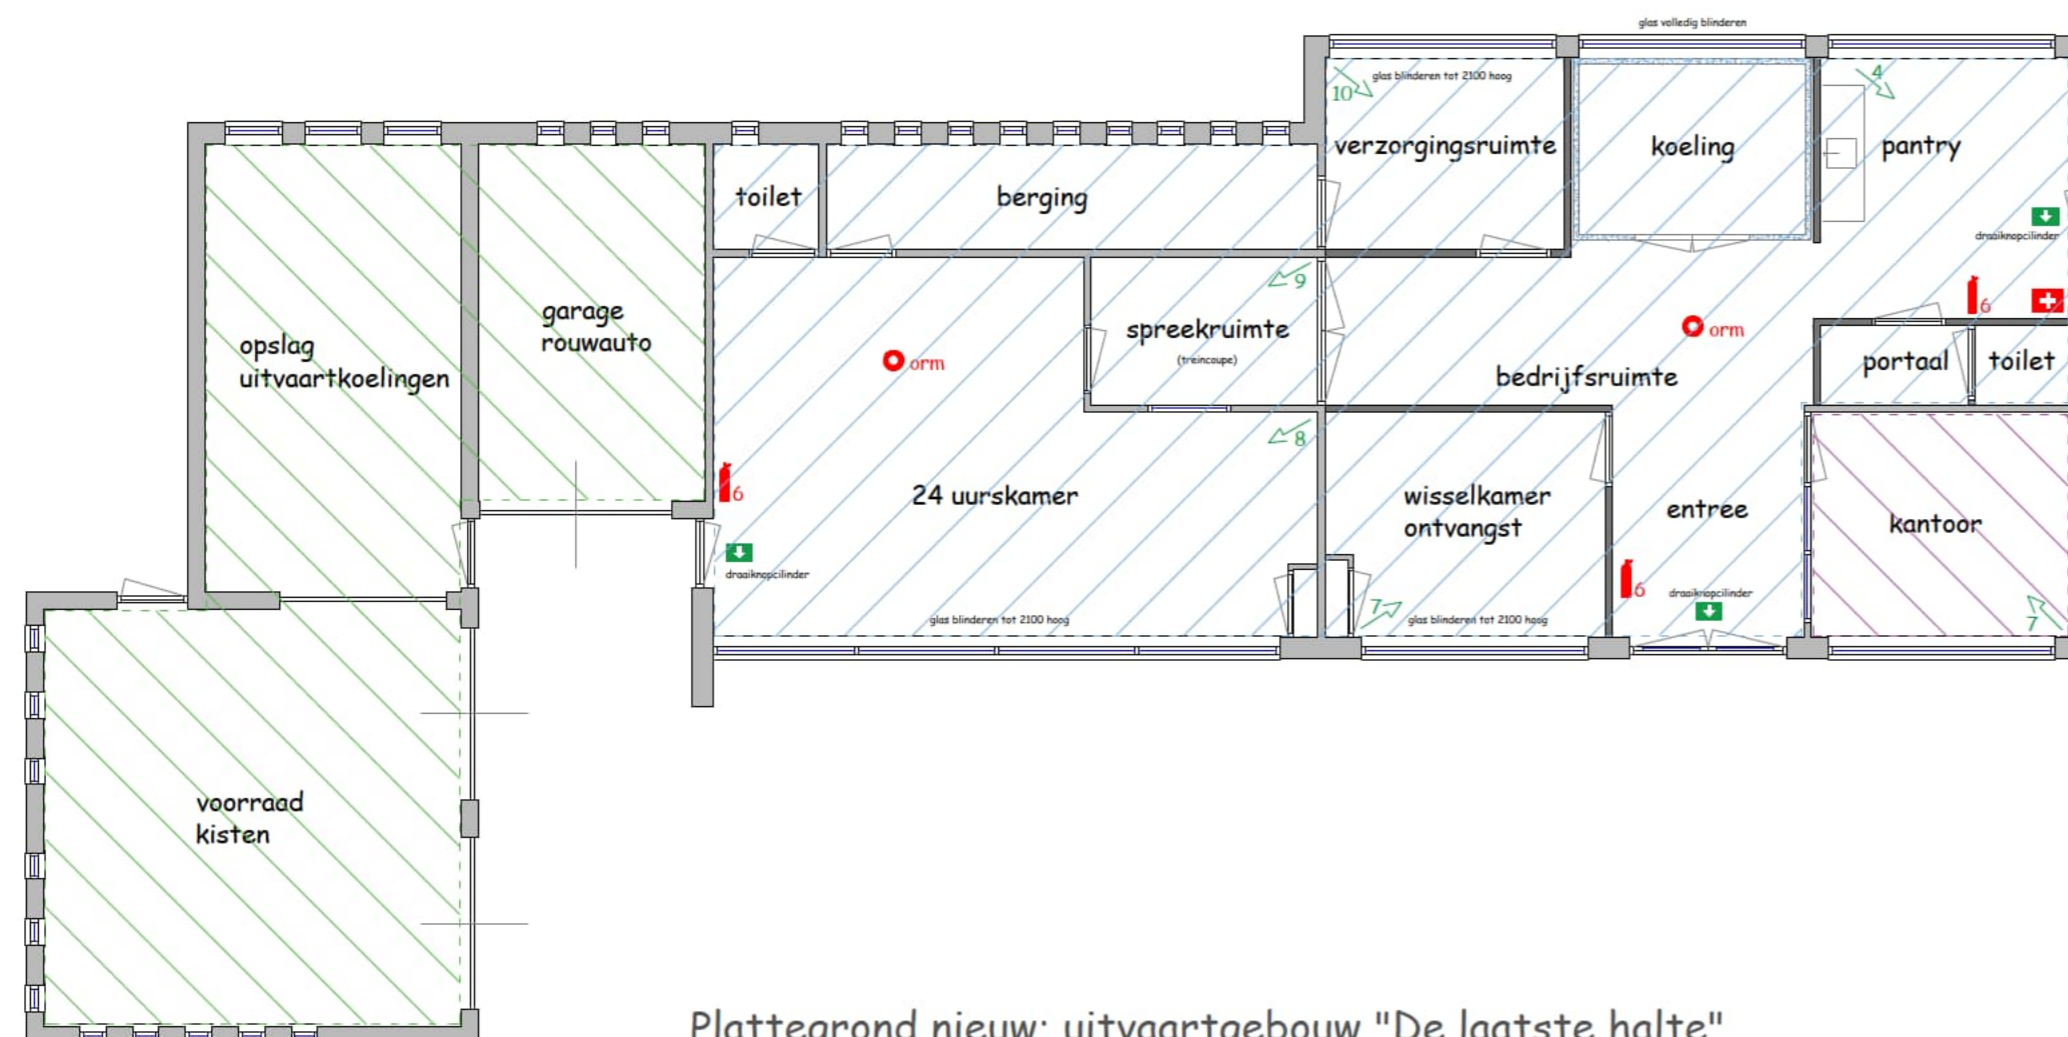 glas volledig blinderen
glas blinderen tot 2100 hoog
10
4
verzorgingsruimte
koeling
pantry
toilet
berging
draaiknopcilinder
9
6
opslag
uitvaartkoelingen
garage
rouwauto
spreekruimte
(treincoupe)
orm
orm
bedrijfsruimte
portaal
toilet
8
6
24 uurskamer
wisselkamer
ontvangst
entree
kantoor
draaiknopcilinder
6
draaiknopcilinder
7
7
glas blinderen tot 2100 hoog
glas blinderen tot 2100 hoog
voorraad
kisten
Plattegrond nieuw: uitvaartgebouw "De laatste halte"